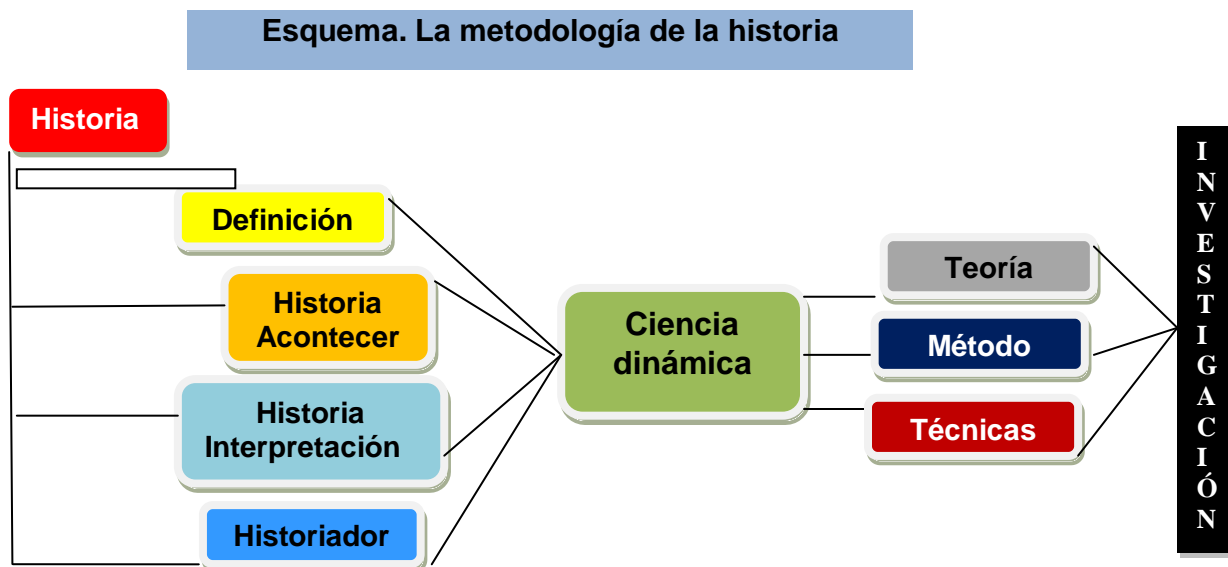 Esquema. La metodología de la historia
Historia
Definición
Historia
Acontecer
Historia
Interpretación
Historiador
Ciencia
dinámica
Teoría
Método
Técnicas
I
N
V
E
S
T
I
G
A
C
I
Ó
N